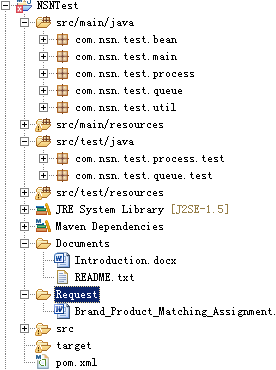 NSNTest
src/main/java
com.nsn.test.bean
com.nsn.test.main
com.nsn.test.process
com.nsn.test.queue
com.nsn.test.util
src/main/resources
src/test/java
com.nsn.test.process.test
com.nsn.test.queue.test
src/test/resources
JRE System Library [J2SE-1.5]
Maven Dependencies
Documents
Introduction.docx
README.txt
Request
Brand_Product_Matching_Assignment.
src
target
pom.xml